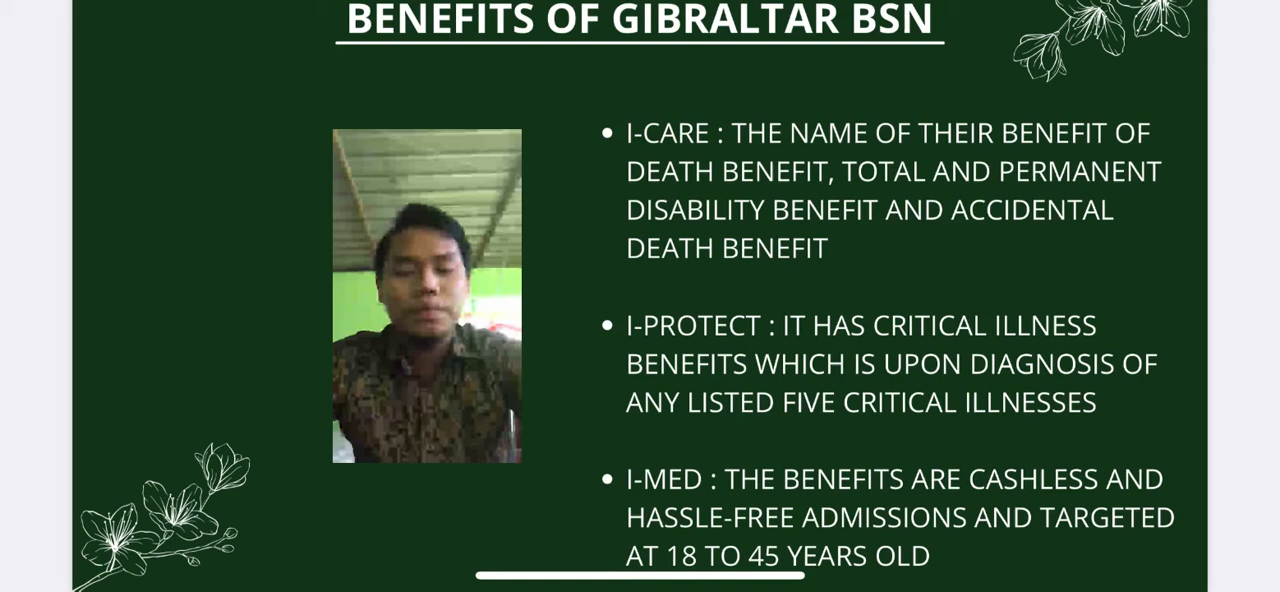 BENEFITS OF GIBRALTAR BSN
• I-CARE : THE NAME OF THEIR BENEFIT OF
DEATH BENEFIT, TOTAL AND PERMANENT
DISABILITY BENEFIT AND ACCIDENTAL
DEATH BENEFIT
• I-PROTECT : IT HAS CRITICAL ILLNESS
BENEFITS WHICH IS UPON DIAGNOSIS OF
ANY LISTED FIVE CRITICAL ILLNESSES
• I-MED : THE BENEFITS ARE CASHLESS AND
HASSLE-FREE ADMISSIONS AND TARGETED
AT 18 TO 45 YEARS OLD